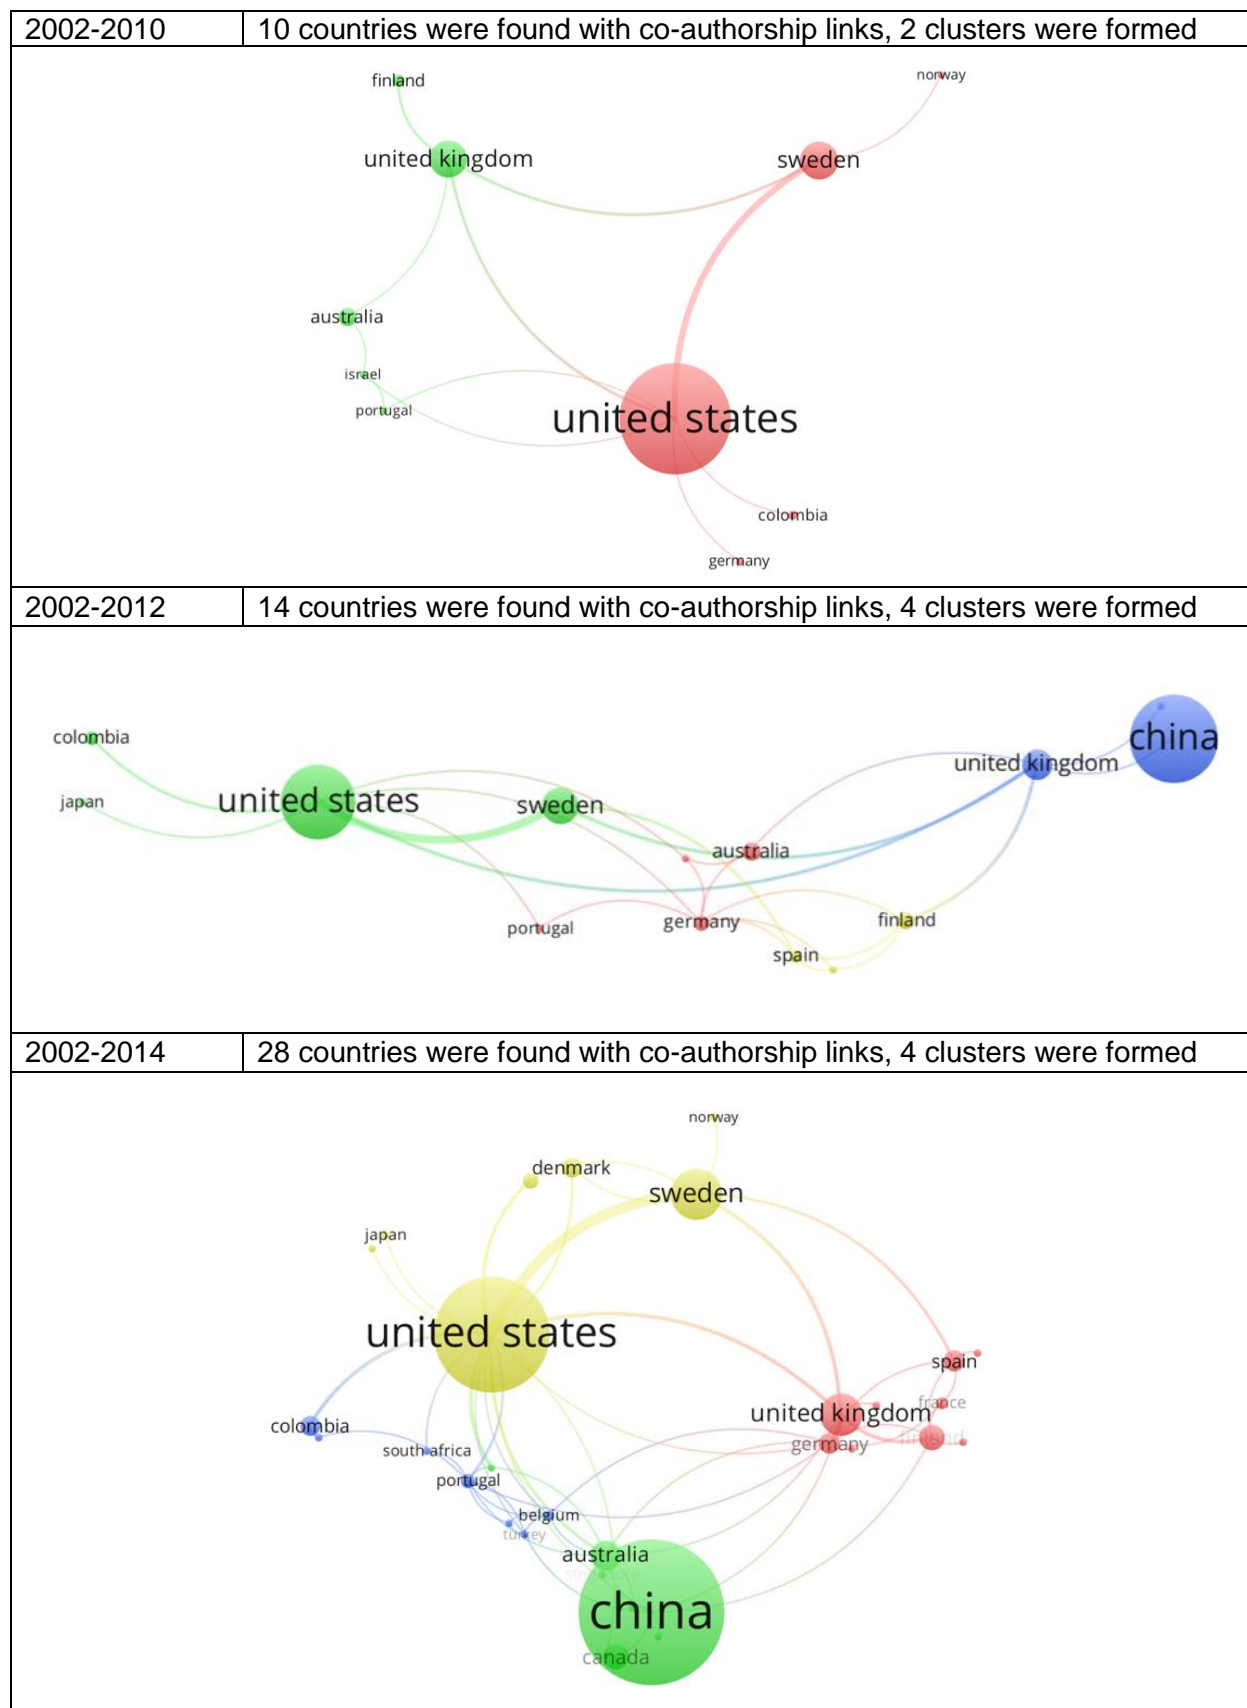 2002-2010 10 countries were found with co-authorship links, 2 clusters were formed
finland
norway
united kingdom
sweden
australia
israel
portugal
united states
colombia
germany
2002-2012 14 countries were found with co-authorship links, 4 clusters were formed
china
colombia
united kingdom
japan
united states
sweden
australia
portugal
germany
finland
spain
2002-2014 28 countries were found with co-authorship links, 4 clusters were formed
norway
denmark
sweden
japan
united states
spain
france
united kingdom
colombia
finland
germany
south africa
portugal
belgium
turkey
australia
singapore
china
canada